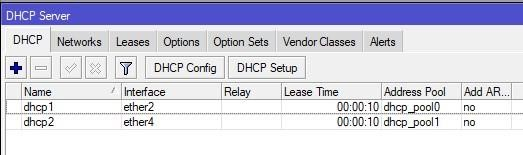 DHCP Server
DHCP Networks Leases Options Option Sets Vendor Classes Alerts
DHCP Config DHCP Setup
Name / Interface Relay Lease Time Address Pool Add AR...
dhcp1 ether2 00:00:10 dhcp_pool0 no
dhcp2 ether4 00:00:10 dhcp_pool1 no